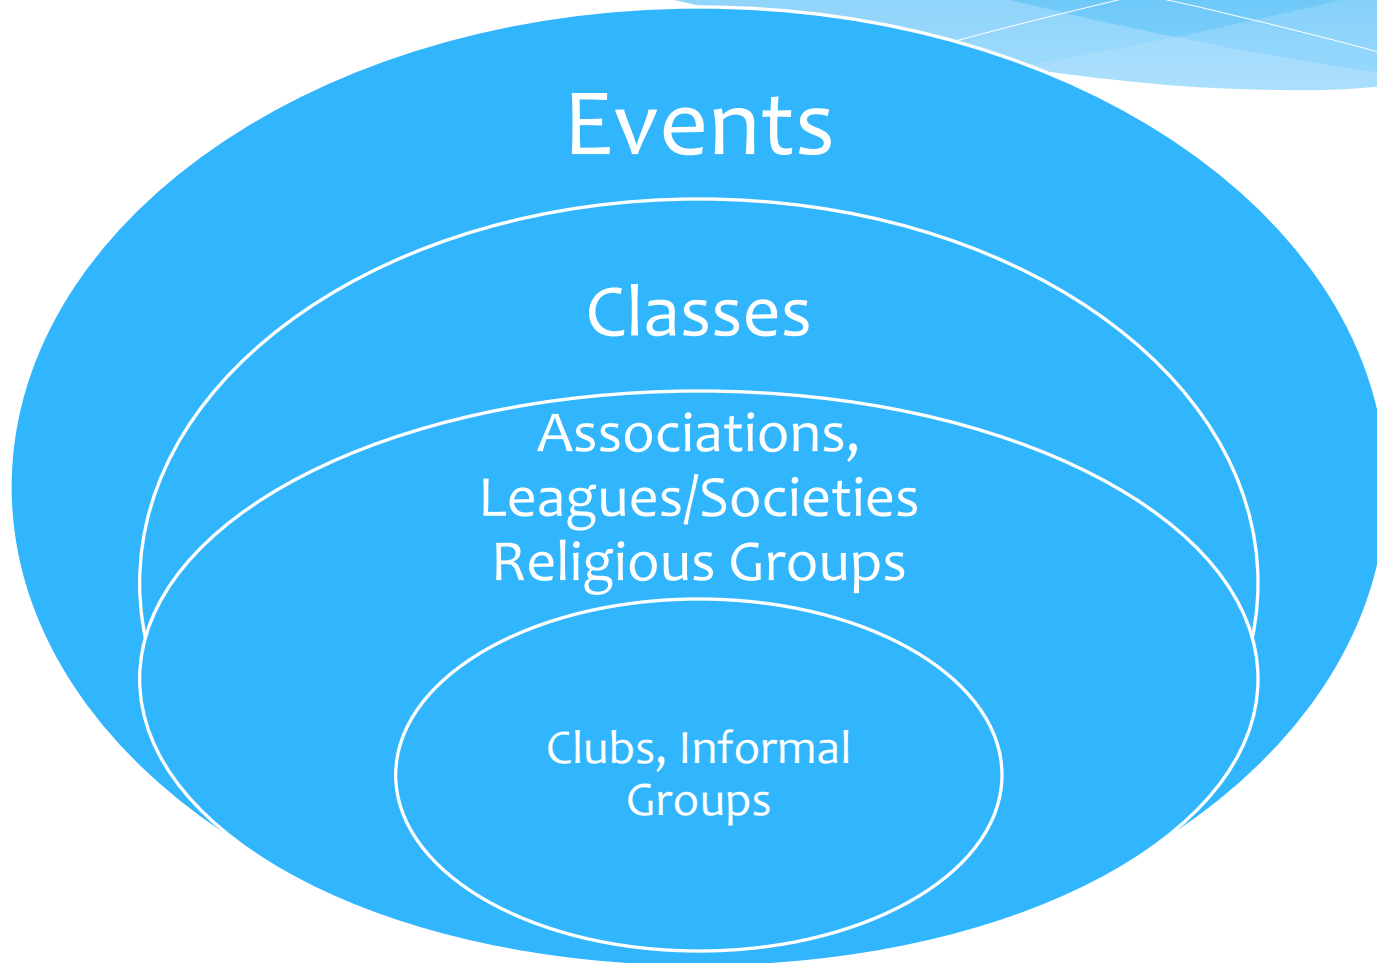 Events
Classes
Associations,
Leagues/Societies
Religious Groups
Clubs, Informal
Groups